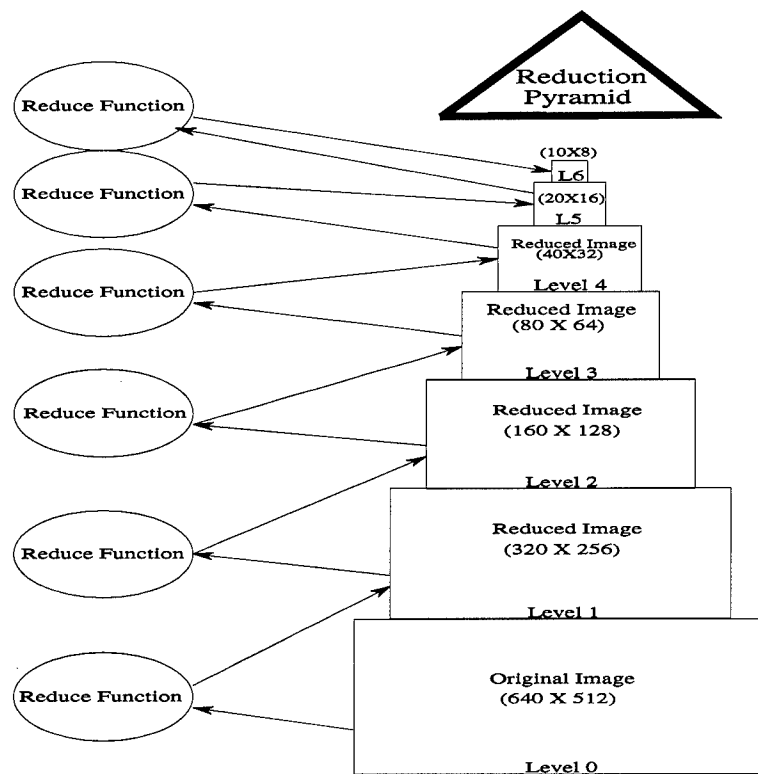 Reduction
Pyramid
Reduce Function
(10X8)
L6
Reduce Function
(20X16)
L5
Reduced Image
(40X32)
Level 4
Reduce Function
Reduced Image
(80 X 64)
Level 3
Reduce Function
Reduced Image
(160 X 128)
Level 2
Reduce Function
Reduced Image
(320 X 256)
Level 1
Reduce Function
Original Image
(640 X 512)
Level 0